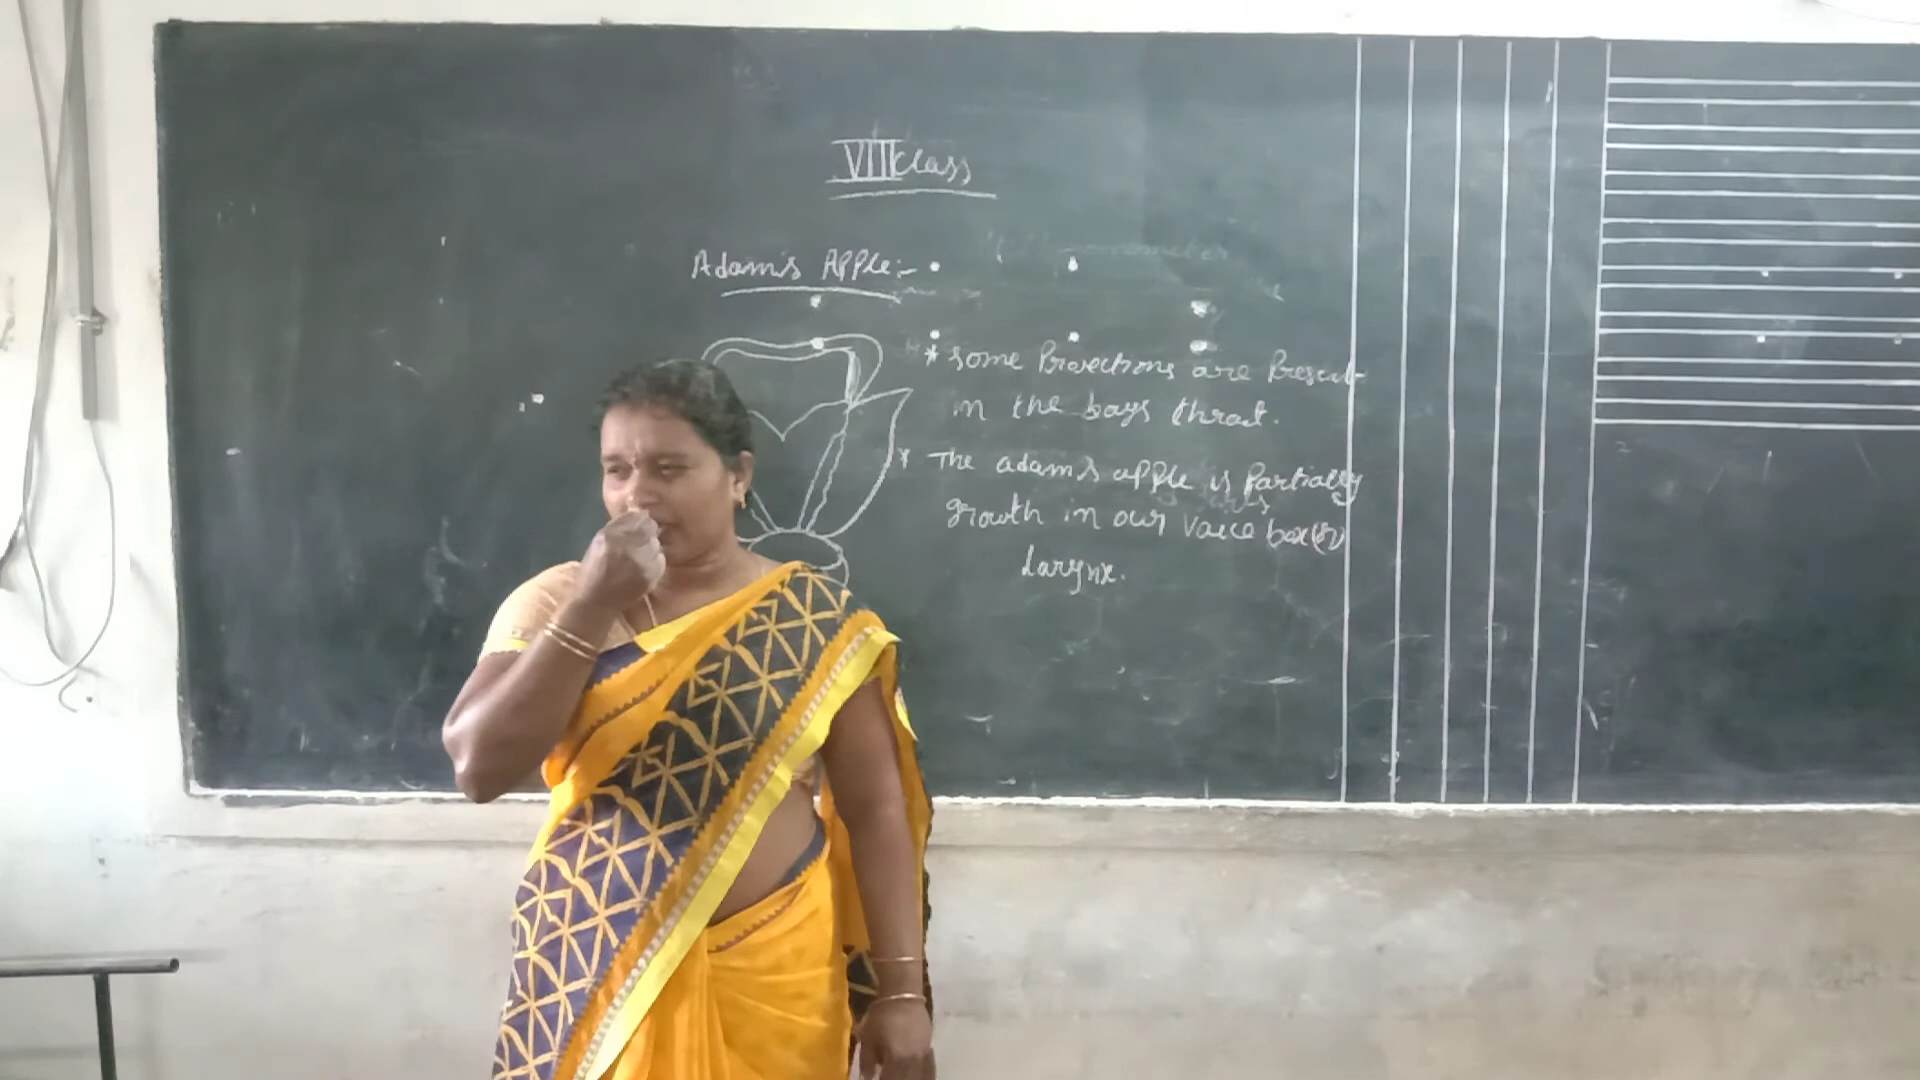 VIII class
Adam's Apple:-
* Some Provections are Present
in the boys throat.
* The adam's apple is Partially
growth in our voice box (or)
Larynx.